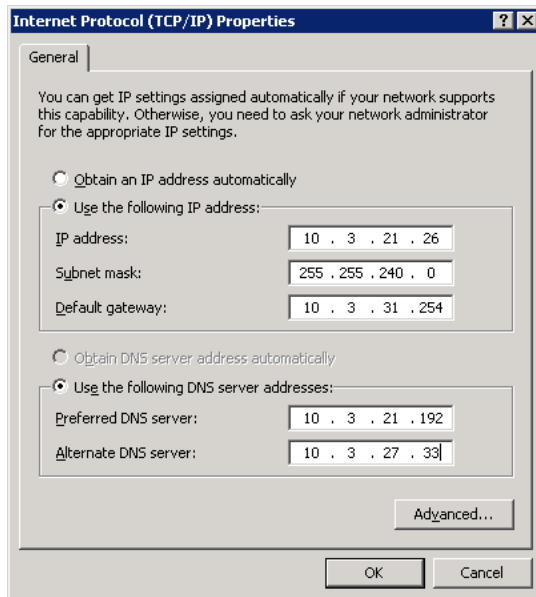 Internet Protocol (TCP/IP) Properties
General
You can get IP settings assigned automatically if your network supports
this capability. Otherwise, you need to ask your network administrator
for the appropriate IP settings.
Obtain an IP address automatically
Use the following IP address:
IP address: 10 . 3 . 21 . 26
Subnet mask: 255 . 255 . 240 . 0
Default gateway: 10 . 3 . 31 . 254
Obtain DNS server address automatically
Use the following DNS server addresses:
Preferred DNS server: 10 . 3 . 21 . 192
Alternate DNS server: 10 . 3 . 27 . 33
Advanced...
OK Cancel